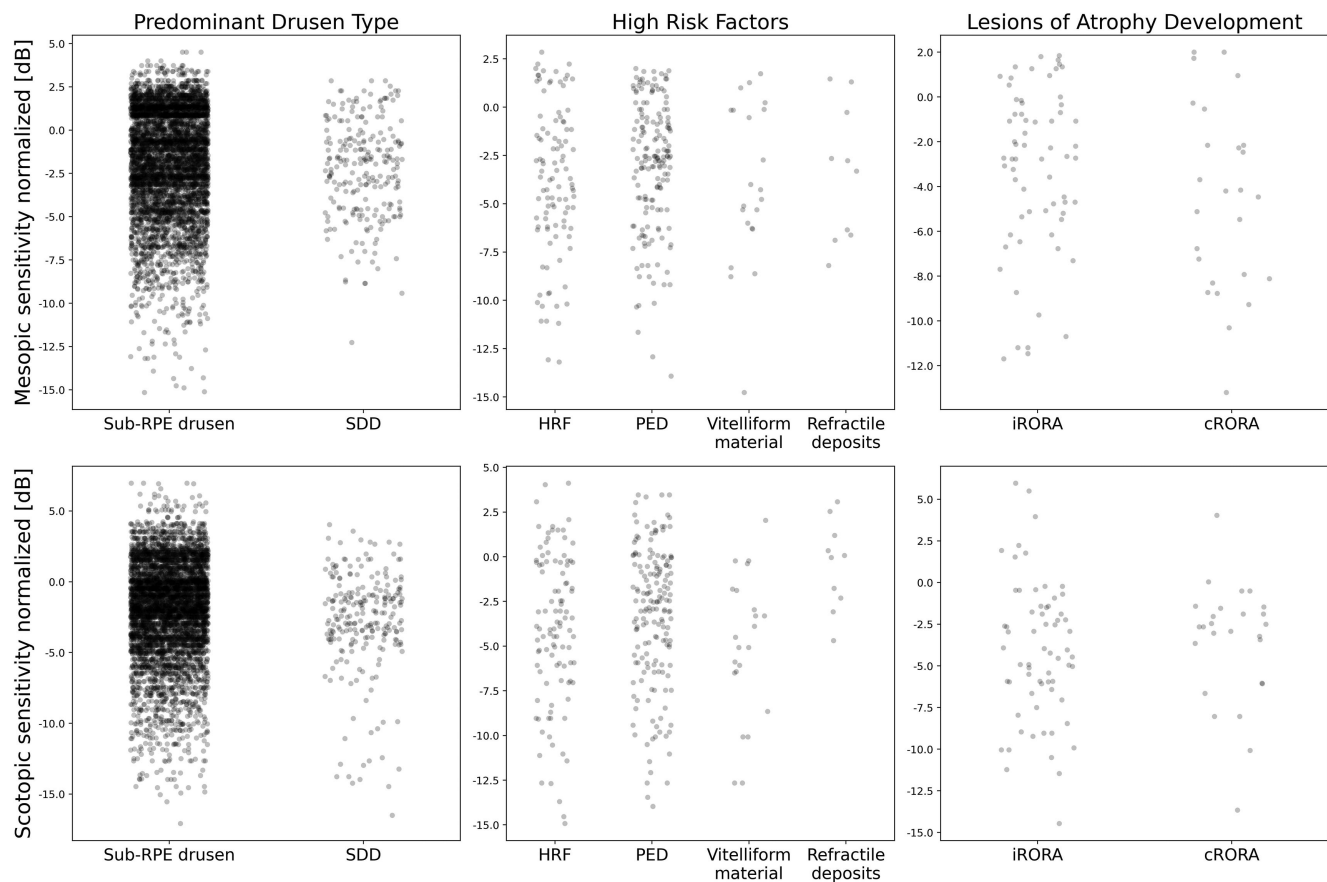 Predominant Drusen Type
High Risk Factors
Lesions of Atrophy Development
Mesopic sensitivity normalized [dB]
5.0
2.5
0.0
-2.5
-5.0
-7.5
-10.0
-12.5
-15.0
Sub-RPE drusen
SDD
2.5
0.0
-2.5
-5.0
-7.5
-10.0
-12.5
-15.0
HRF
PED
Vitelliform
material
Refractile
deposits
2.0
0.0
-2.0
-4.0
-6.0
-8.0
-10.0
-12.0
iRORA
cRORA
Scotopic sensitivity normalized [dB]
5.0
0.0
-5.0
-10.0
-15.0
Sub-RPE drusen
SDD
5.0
2.5
0.0
-2.5
-5.0
-7.5
-10.0
-12.5
-15.0
HRF
PED
Vitelliform
material
Refractile
deposits
5.0
2.5
0.0
-2.5
-5.0
-7.5
-10.0
-12.5
-15.0
iRORA
cRORA